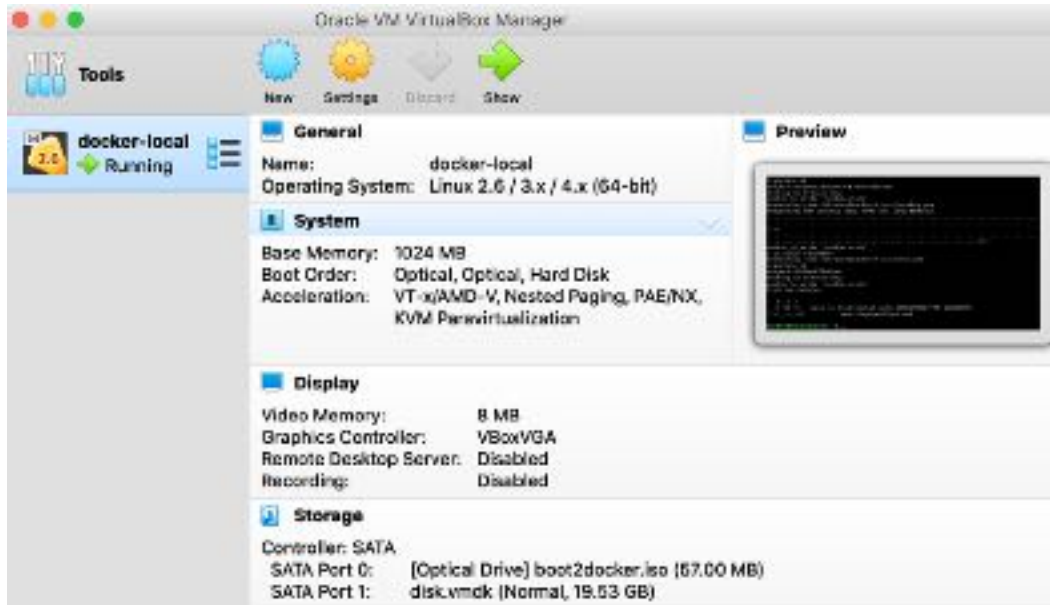 Oracle VM VirtualBox Manager
Tools
New Settings Discard Show
docker-local
Running
2.6
General
Name: docker-local
Operating System: Linux 2.6 / 3.x / 4.x (64-bit)
System
Base Memory: 1024 MB
Boot Order: Optical, Optical, Hard Disk
Acceleration: VT-x/AMD-V, Nested Paging, PAE/NX,
KVM Paravirtualization
Preview
Display
Video Memory: 8 MB
Graphics Controller: VBoxVGA
Remote Desktop Server: Disabled
Recording: Disabled
Storage
Controller: SATA
SATA Port 0: [Optical Drive] boot2docker.iso (57.00 MB)
SATA Port 1: disk.vmdk (Normal, 19.53 GB)